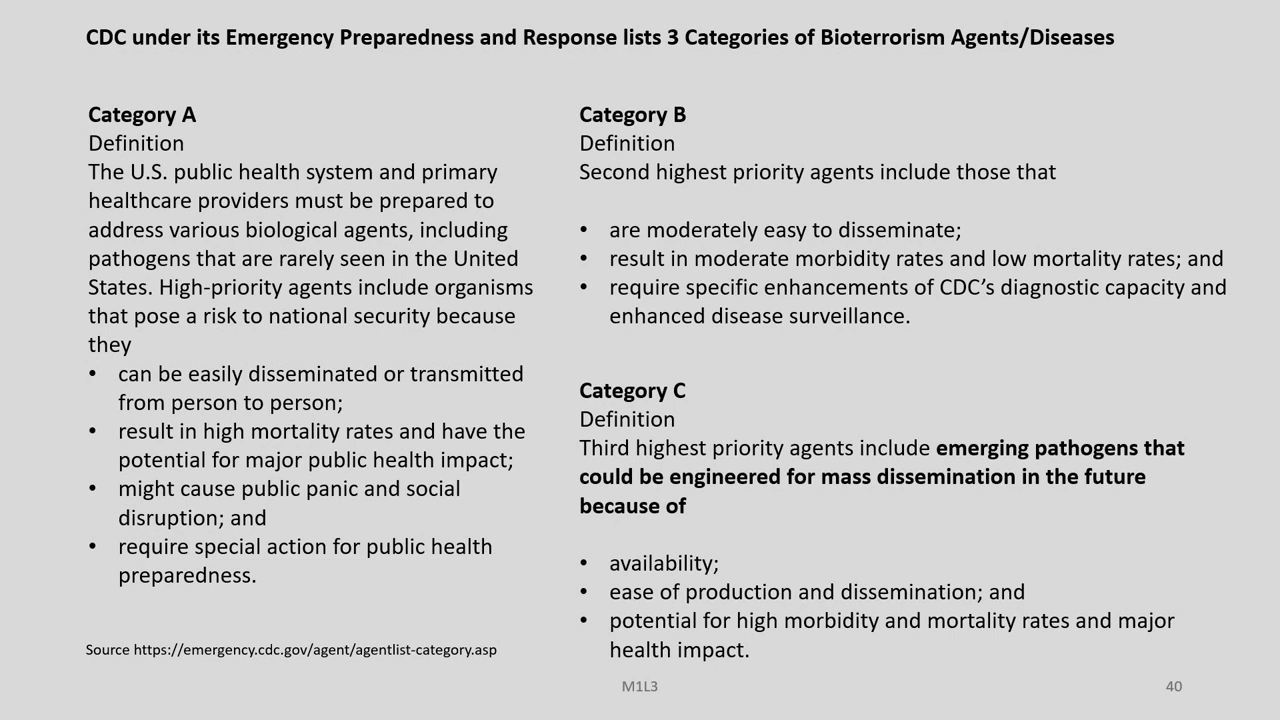 CDC under its Emergency Preparedness and Response lists 3 Categories of Bioterrorism Agents/Diseases
Category A
Definition
The U.S. public health system and primary
healthcare providers must be prepared to
address various biological agents, including
pathogens that are rarely seen in the United
States. High-priority agents include organisms
that pose a risk to national security because
they
• can be easily disseminated or transmitted
from person to person;
• result in high mortality rates and have the
potential for major public health impact;
• might cause public panic and social
disruption; and
• require special action for public health
preparedness.
Source https://emergency.cdc.gov/agent/agentlist-category.asp
Category B
Definition
Second highest priority agents include those that
• are moderately easy to disseminate;
• result in moderate morbidity rates and low mortality rates; and
• require specific enhancements of CDC’s diagnostic capacity and
enhanced disease surveillance.
Category C
Definition
Third highest priority agents include emerging pathogens that
could be engineered for mass dissemination in the future
because of
• availability;
• ease of production and dissemination; and
• potential for high morbidity and mortality rates and major
health impact.
M1L3
40